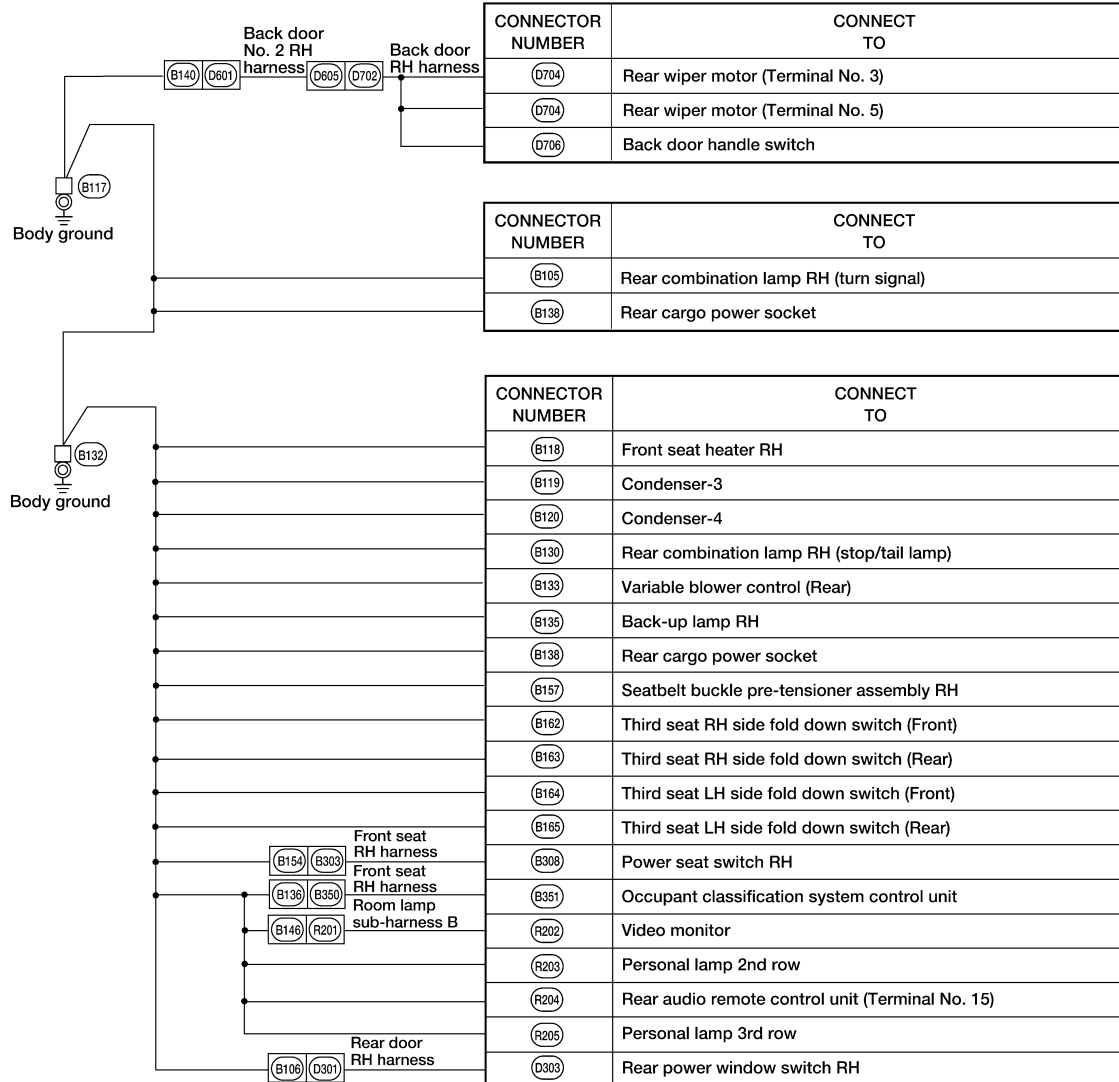 Back door
No. 2 RH
harness
Back door
RH harness
B140 D601
D605 D702
B117
Body ground
CONNECTOR
NUMBER
CONNECT
TO
D704 Rear wiper motor (Terminal No. 3)
D704 Rear wiper motor (Terminal No. 5)
D706 Back door handle switch
CONNECTOR
NUMBER
CONNECT
TO
B105 Rear combination lamp RH (turn signal)
B138 Rear cargo power socket
B132
Body ground
CONNECTOR
NUMBER
CONNECT
TO
B118 Front seat heater RH
B119 Condenser-3
B120 Condenser-4
B130 Rear combination lamp RH (stop/tail lamp)
B133 Variable blower control (Rear)
B135 Back-up lamp RH
B138 Rear cargo power socket
B157 Seatbelt buckle pre-tensioner assembly RH
B162 Third seat RH side fold down switch (Front)
B163 Third seat RH side fold down switch (Rear)
B164 Third seat LH side fold down switch (Front)
B165 Third seat LH side fold down switch (Rear)
Front seat
RH harness
B154 B303
B308 Power seat switch RH
Front seat
RH harness
B136 B350
B351 Occupant classification system control unit
Room lamp
sub-harness B
B146 R201
R202 Video monitor
R203 Personal lamp 2nd row
R204 Rear audio remote control unit (Terminal No. 15)
R205 Personal lamp 3rd row
Rear door
RH harness
B106 D301
D303 Rear power window switch RH